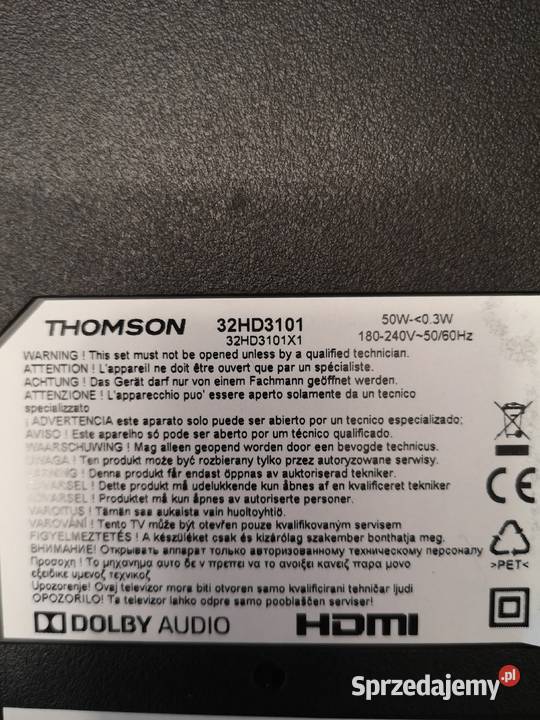 THOMSON 32HD3101 50W-<0.3W
32HD3101X1 180-240V~50/60Hz
WARNING ! This set must not be opened unless by a qualified technician.
ATTENTION ! L'appareil ne doit être ouvert que par un spécialiste.
ACHTUNG ! Das Gerät darf nur von einem Fachmann geöffnet werden.
ATTENZIONE ! L'apparecchio puo' essere aperto solamente da un tecnico
specializzato
¡ ADVERTENCIA este aparato solo puede ser abierto por un tecnico especializado;
AVISO ! Este aparelho só pode ser aberto por um técnico qualificado.
WAARSCHUWING ! Mag alleen geopend worden door een bevogde technicus.
UWAGA ! Ten produkt może być rozbierany tylko przez autoryzowane serwisy.
VARNING ! Denna produkt får endast öppnas av auktoriserad tekniker.
ADVARSEL ! Dette produkt må udelukkende kun åbnes af en kvalificeret tekniker
ADVARSEL ! Produktet må kun åpnes av autoriserte personer.
VAROITUS ! Tämän saa aukaista vain huoltoyhtiö.
VAROVÁNÍ ! Tento TV může být otevřen pouze kvalifikovaným servisem
FIGYELMEZTETÉS ! A készüléket csak és kizárólag szakember bonthatja meg.
ВНИМАНИЕ! Открывать аппарат только авторизованному техническому персоналу
Προσοχη ! Το μηχανημα αυτο δε ν πρεπει να το ανοιξει κανεiς παρα μονο
εξειδικε υμενοζ τεχνικοζ
Upozorenje! Ovaj televizor mora biti otvoren samo kvalificirani tehničar ljudi
OPOZORILO! Ta televizor lahko odpre samo pooblaščen serviser!
>PET<
DOLBY AUDIO HDMI
Sprzedajemy.pl